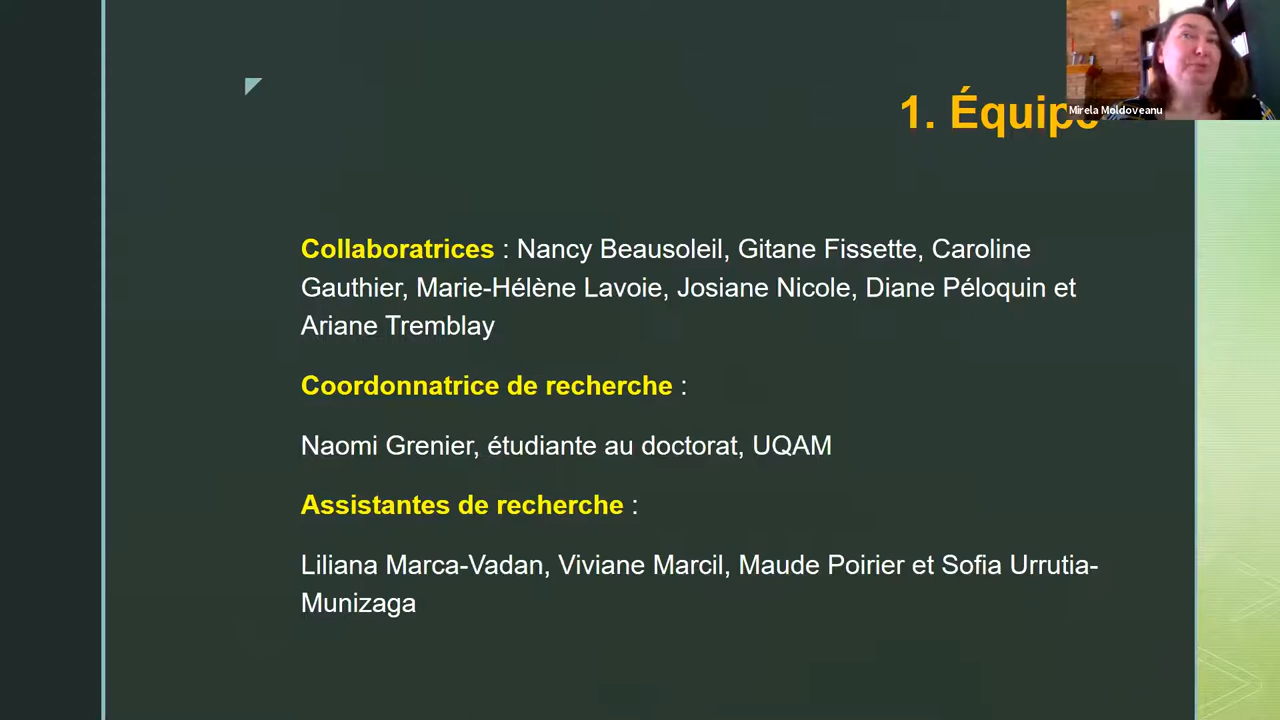 Mirela Moldoveanu
1. Équipe
Collaboratrices : Nancy Beausoleil, Gitane Fissette, Caroline
Gauthier, Marie-Hélène Lavoie, Josiane Nicole, Diane Péloquin et
Ariane Tremblay
Coordonnatrice de recherche :
Naomi Grenier, étudiante au doctorat, UQAM
Assistantes de recherche :
Liliana Marca-Vadan, Viviane Marcil, Maude Poirier et Sofia Urrutia-
Munizaga